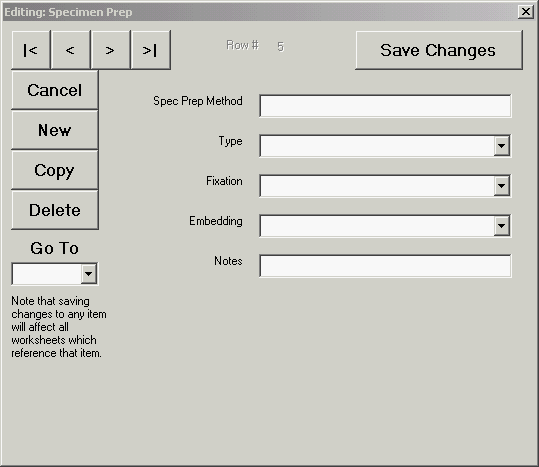 Editing: Specimen Prep
|< < > >| Row # 5 Save Changes
Cancel
New
Copy
Delete
Go To
Note that saving
changes to any item
will affect all
worksheets which
reference that item.
Spec Prep Method
Type
Fixation
Embedding
Notes